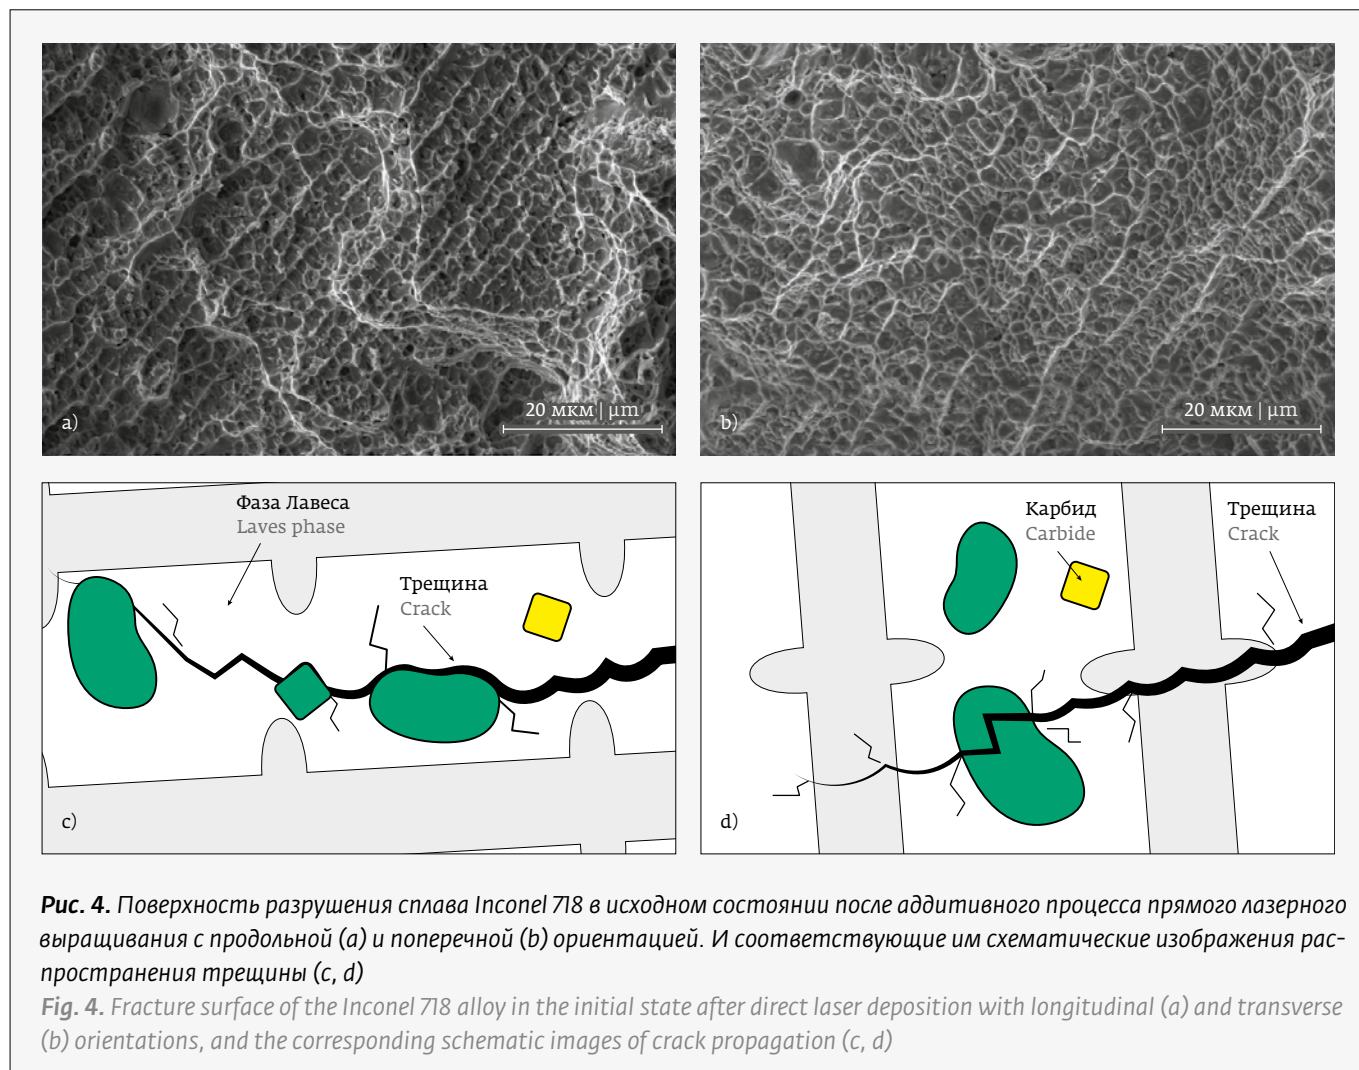 20 мкм | µm
a)
20 мкм | µm
b)
Фаза Лавеса
Laves phase
Трещина
Crack
c)
Карбид
Carbide
Трещина
Crack
d)
Рис. 4. Поверхность разрушения сплава Inconel 718 в исходном состоянии после аддитивного процесса прямого лазерного
выращивания с продольной (a) и поперечной (b) ориентацией. И соответствующие им схематические изображения рас-
пространения трещины (c, d)
Fig. 4. Fracture surface of the Inconel 718 alloy in the initial state after direct laser deposition with longitudinal (a) and transverse
(b) orientations, and the corresponding schematic images of crack propagation (c, d)